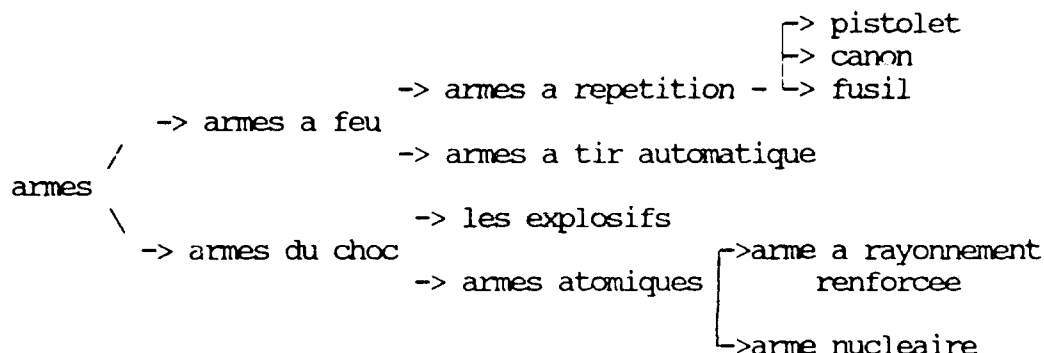 -> pistolet
-> canon
-> armes a repetition - -> fusil
-> armes a feu
-> armes a tir automatique
armes
-> les explosifs
-> armes du choc
->arme a rayonnement
-> armes atomiques renforcee
->arme nucleaire